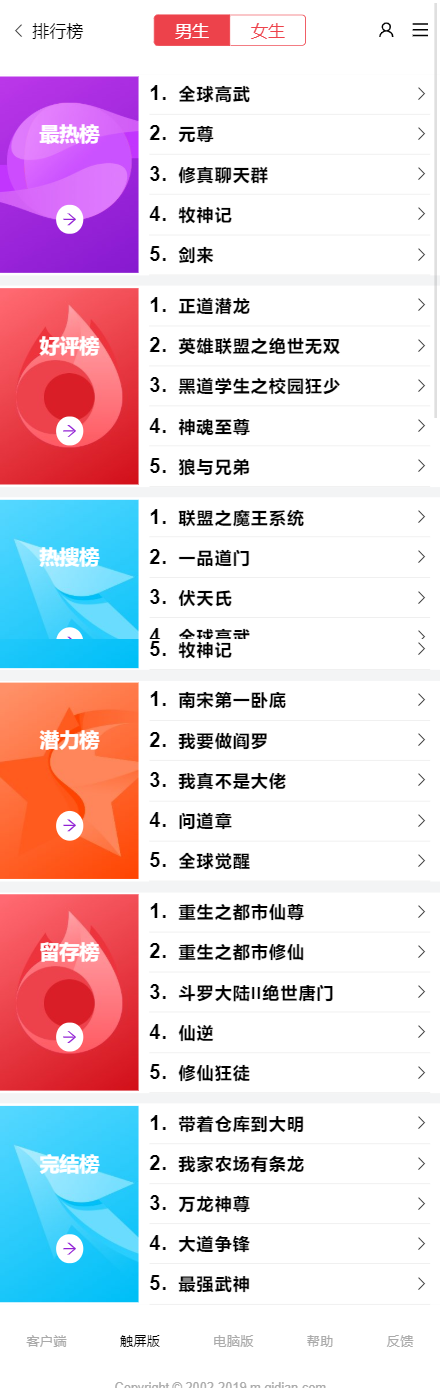 排行榜 男生 女生
最热榜
1. 全球高武
2. 元尊
3. 修真聊天群
4. 牧神记
5. 剑来
好评榜
1. 正道潜龙
2. 英雄联盟之绝世无双
3. 黑道学生之校园狂少
4. 神魂至尊
5. 狼与兄弟
热搜榜
1. 联盟之魔王系统
2. 一品道门
3. 伏天氏
4. 全球高武
5. 牧神记
潜力榜
1. 南宋第一卧底
2. 我要做阎罗
3. 我真不是大佬
4. 问道章
5. 全球觉醒
留存榜
1. 重生之都市仙尊
2. 重生之都市修仙
3. 斗罗大陆II绝世唐门
4. 仙逆
5. 修仙狂徒
完结榜
1. 带着仓库到大明
2. 我家农场有条龙
3. 万龙神尊
4. 大道争锋
5. 最强武神
客户端 触屏版 电脑版 帮助 反馈
Copyright © 2002-2019 m.qidian.com